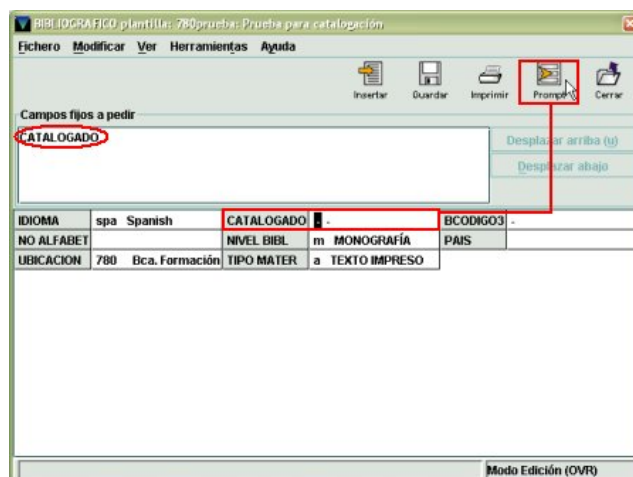 BIBLIOGRAFICO plantilla: 780prueba: Prueba para catalogación
Fichero Modificar Ver Herramientas Ayuda
Insertar Guardar Imprimir Prompt Cerrar
Campos fijos a pedir
CATALOGADO
Desplazar arriba (u)
Desplazar abajo
IDIOMA spa Spanish CATALOGADO - - BCODIGO3 -
NO ALFABET NIVEL BIBL m MONOGRAFÍA PAIS
UBICACION 780 Bca. Formación TIPO MATER a TEXTO IMPRESO
Modo Edición (OVR)